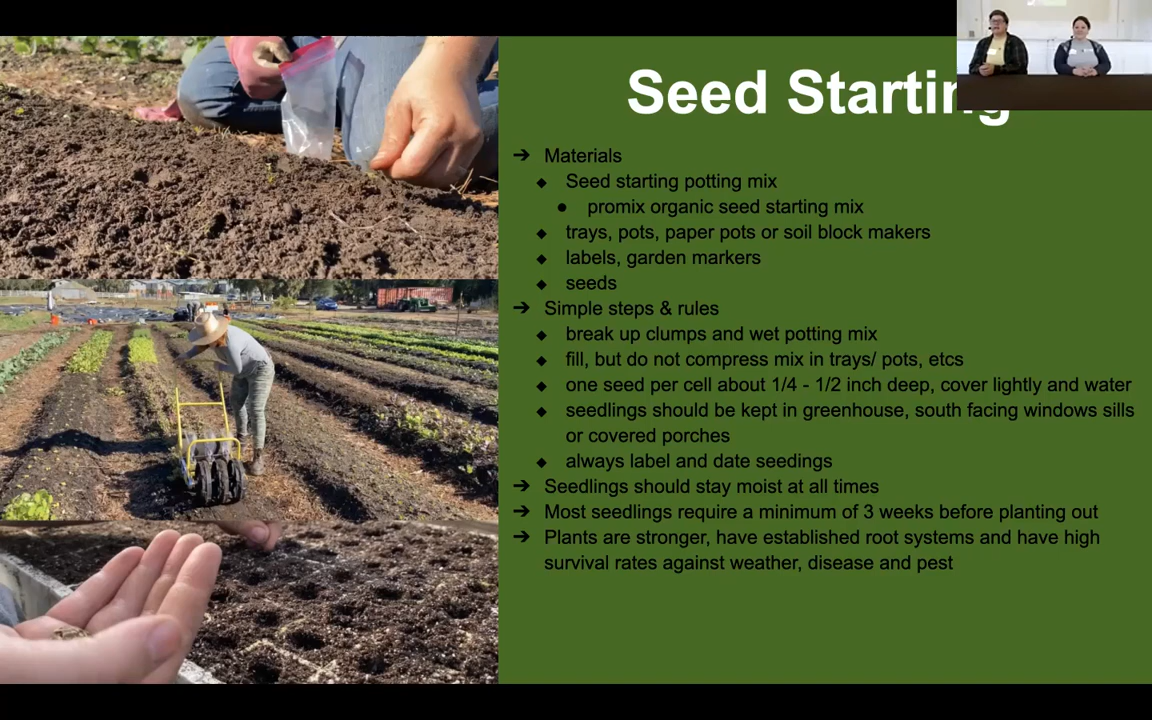 Seed Starting
➔ Materials
◆ Seed starting potting mix
● promix organic seed starting mix
◆ trays, pots, paper pots or soil block makers
◆ labels, garden markers
◆ seeds
➔ Simple steps & rules
◆ break up clumps and wet potting mix
◆ fill, but do not compress mix in trays/ pots, etcs
◆ one seed per cell about 1/4 - 1/2 inch deep, cover lightly and water
◆ seedlings should be kept in greenhouse, south facing windows sills
or covered porches
◆ always label and date seedings
➔ Seedlings should stay moist at all times
➔ Most seedlings require a minimum of 3 weeks before planting out
➔ Plants are stronger, have established root systems and have high
survival rates against weather, disease and pest